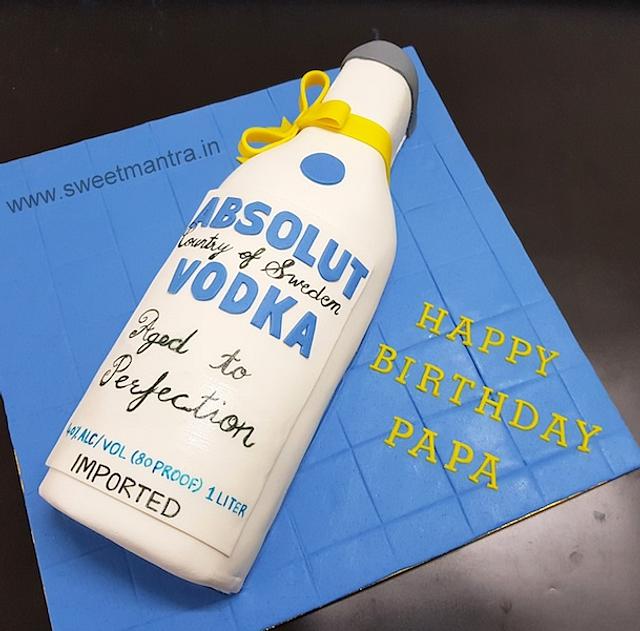 www.sweetmantra.in
ABSOLUT
Country of Sweden
VODKA
Aged to
Perfection
40% ALC/VOL (80 PROOF) 1 LITER
IMPORTED
HAPPY
BIRTHDAY
PAPA